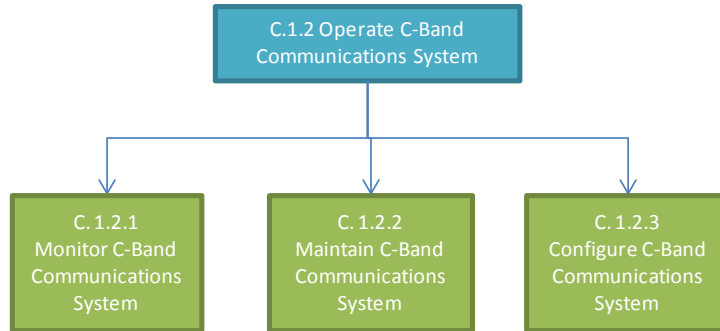 C.1.2 Operate C-Band
Communications System
C. 1.2.1
Monitor C-Band
Communications
System
C. 1.2.2
Maintain C-Band
Communications
System
C. 1.2.3
Configure C-Band
Communications
System